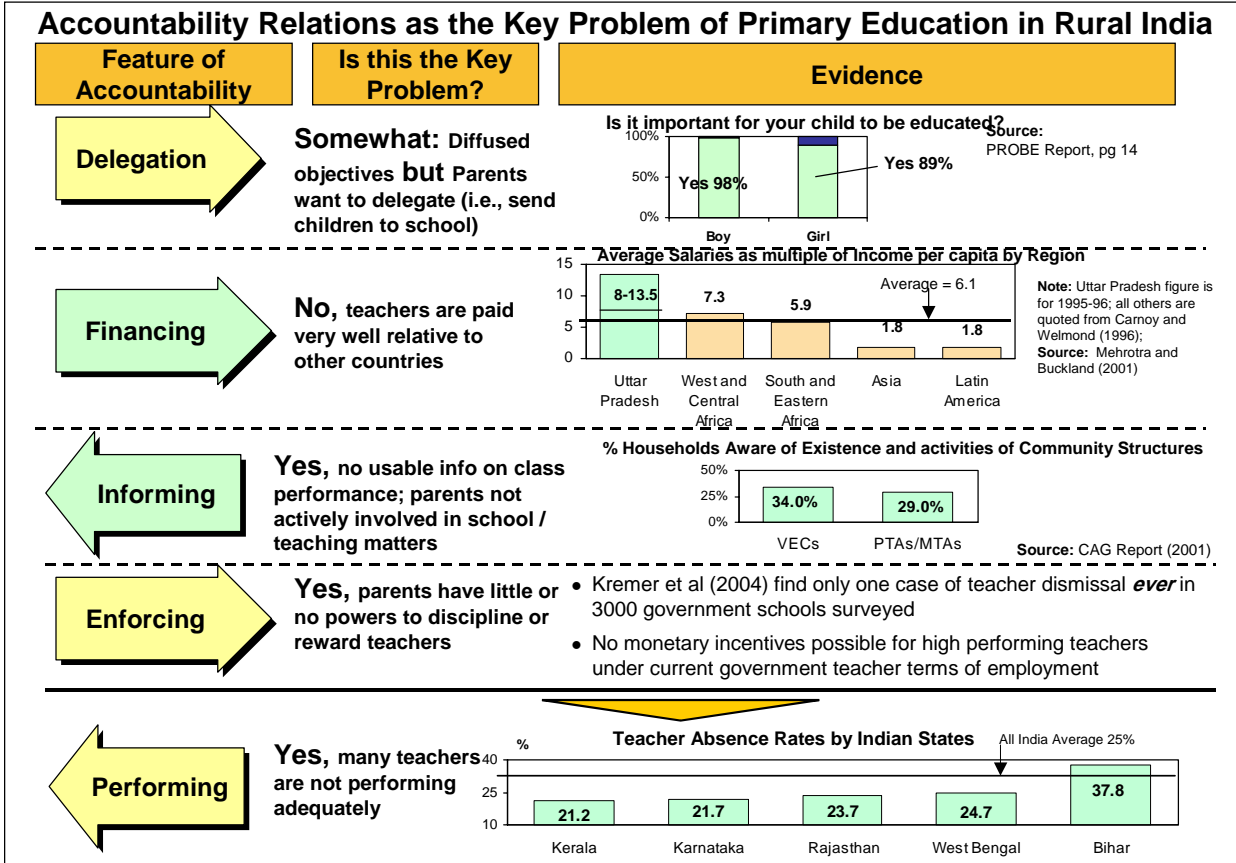 Accountability Relations as the Key Problem of Primary Education in Rural India
Feature of
Accountability
Is this the Key
Problem?
Evidence
Delegation
Somewhat: Diffused
objectives but Parents
want to delegate (i.e., send
children to school)
Is it important for your child to be educated?
Source:
PROBE Report, pg 14
100%
50%
0%
Yes 98%
Yes 89%
Boy
Girl
Financing
No, teachers are paid
very well relative to
other countries
Average Salaries as multiple of Income per capita by Region
15
10
5
0
8-13.5
7.3
5.9
1.8
1.8
Average = 6.1
Uttar
Pradesh
West and
Central
Africa
South and
Eastern
Africa
Asia
Latin
America
Note: Uttar Pradesh figure is
for 1995-96; all others are
quoted from Carnoy and
Welmond (1996);
Source: Mehrotra and
Buckland (2001)
Informing
Yes, no usable info on class
performance; parents not
actively involved in school /
teaching matters
% Households Aware of Existence and activities of Community Structures
50%
25%
0%
34.0%
29.0%
VECs
PTAs/MTAs
Source: CAG Report (2001)
Enforcing
Yes, parents have little or
no powers to discipline or
reward teachers
• Kremer et al (2004) find only one case of teacher dismissal ever in
3000 government schools surveyed
• No monetary incentives possible for high performing teachers
under current government teacher terms of employment
Performing
Yes, many teachers
are not performing
adequately
%
Teacher Absence Rates by Indian States
All India Average 25%
40
25
10
21.2
21.7
23.7
24.7
37.8
Kerala
Karnataka
Rajasthan
West Bengal
Bihar